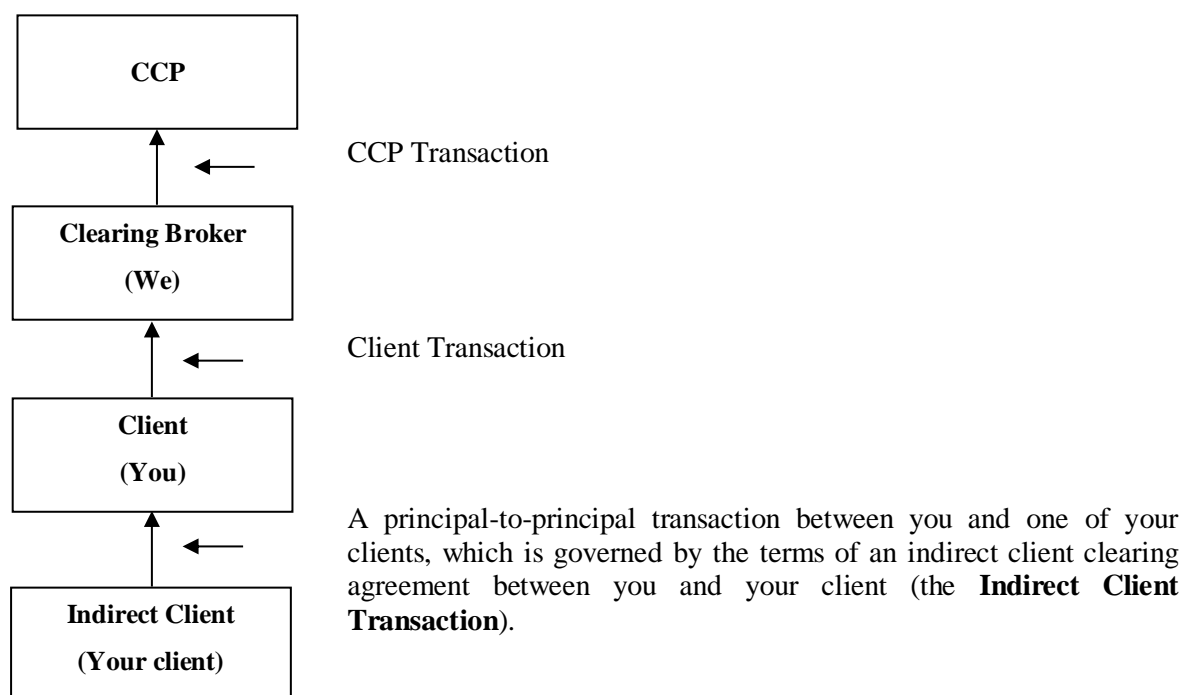 CCP
CCP Transaction
Clearing Broker
(We)
Client Transaction
Client
(You)
A principal-to-principal transaction between you and one of your
clients, which is governed by the terms of an indirect client clearing
agreement between you and your client (the Indirect Client
Transaction).
Indirect Client
(Your client)